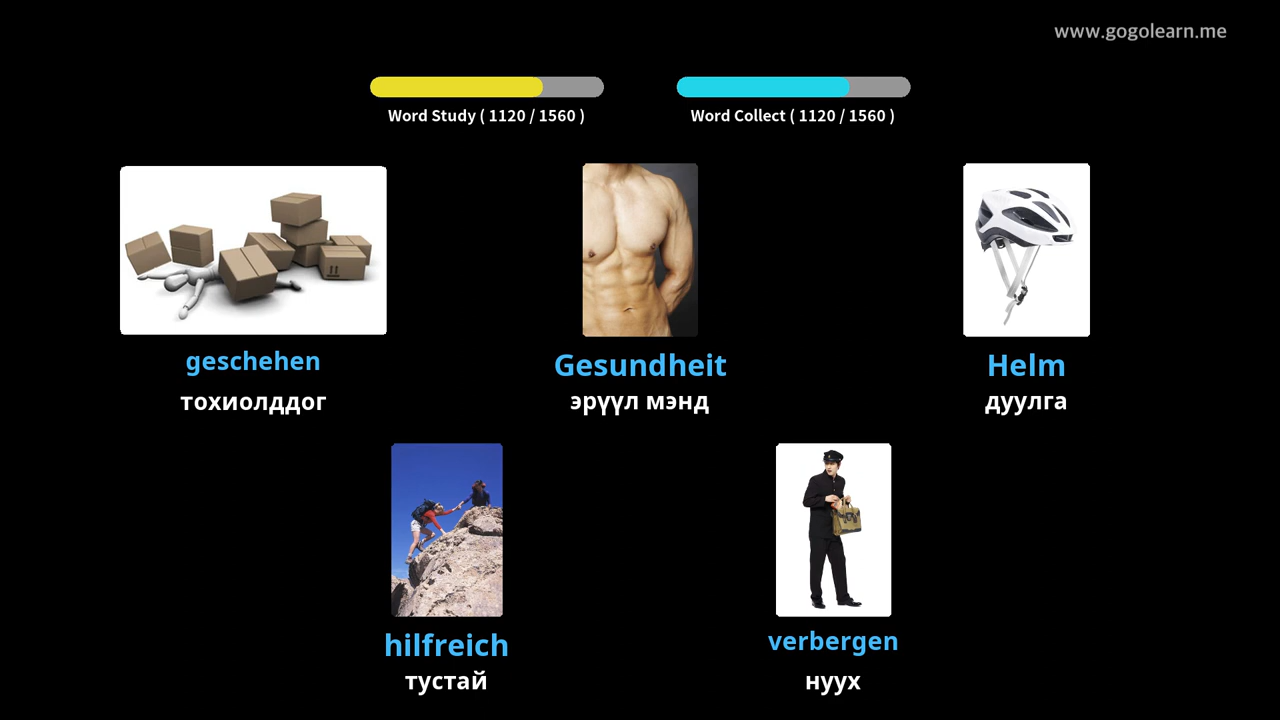 www.gogolearn.me
Word Study ( 1120 / 1560 )
Word Collect ( 1120 / 1560 )
geschehen
тохиолддог
Gesundheit
эрүүл мэнд
Helm
дуулга
hilfreich
тустай
verbergen
нуух